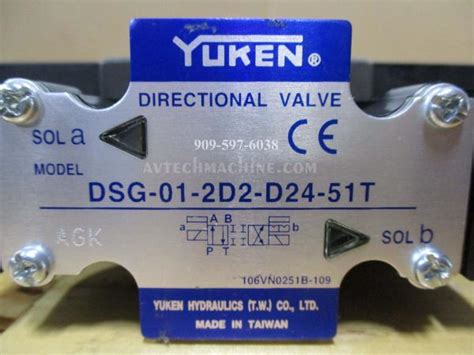 YUKEN®
DIRECTIONAL VALVE
909-597-6038
SOL a
CE
AVTECHMACHINE.COM
MODEL
DSG-01-2D2-D24-51T
A B
a b
P T
AGK
SOL b
106VN0251B-109
YUKEN HYDRAULICS (T.W.) CO., LTD.
MADE IN TAIWAN